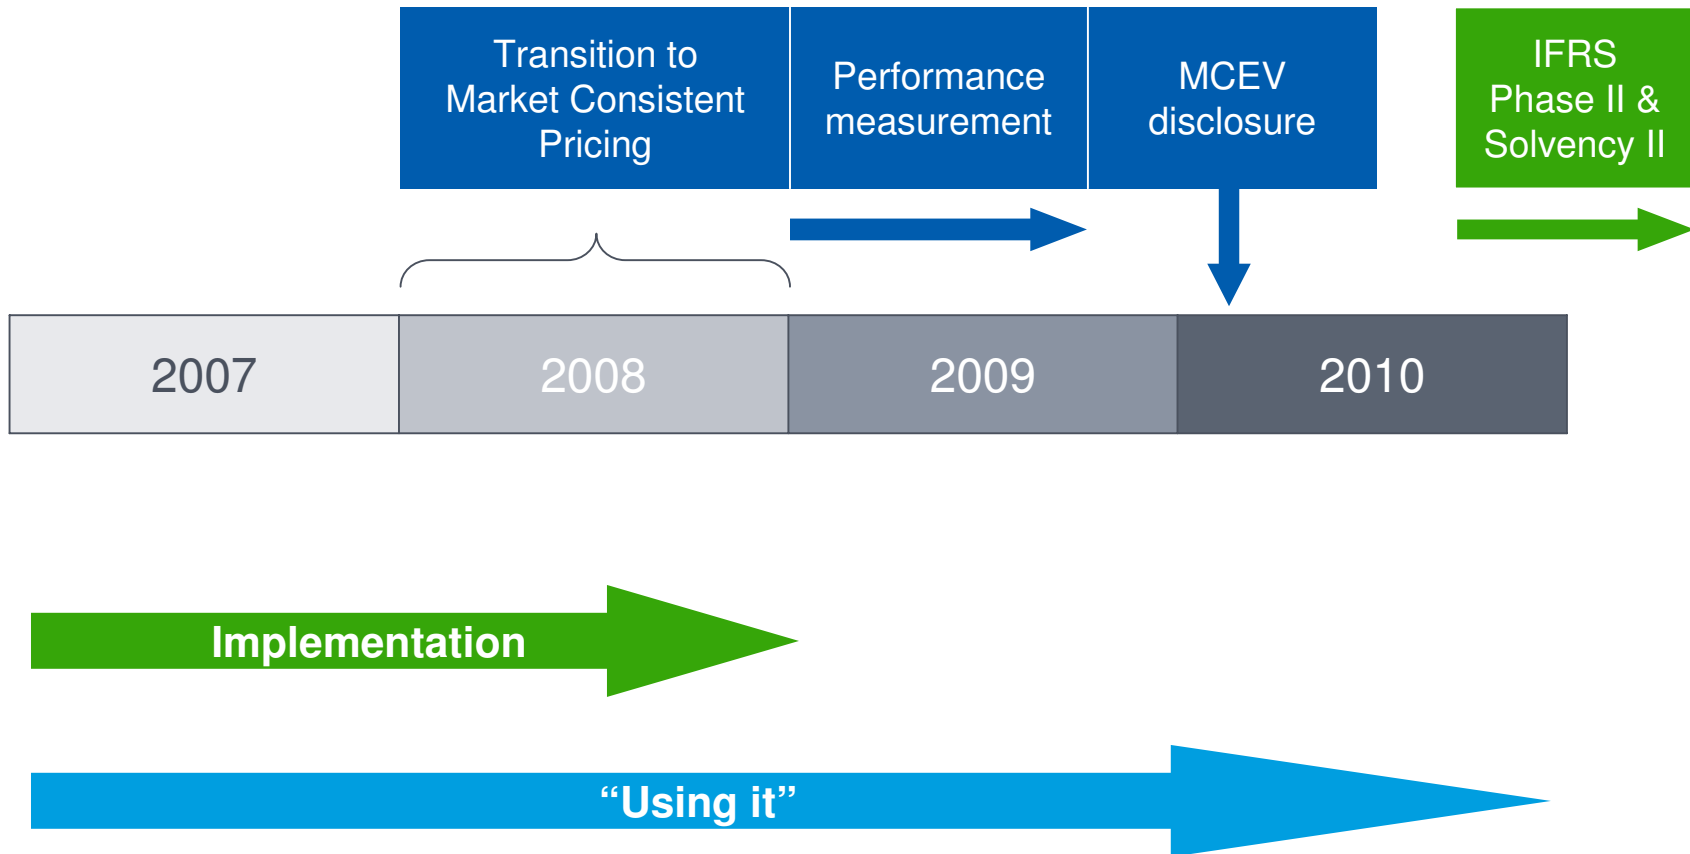 Transition to
Market Consistent
Pricing
Performance
measurement
MCEV
disclosure
IFRS
Phase II &
Solvency II
2007
2008
2009
2010
Implementation
“Using it”